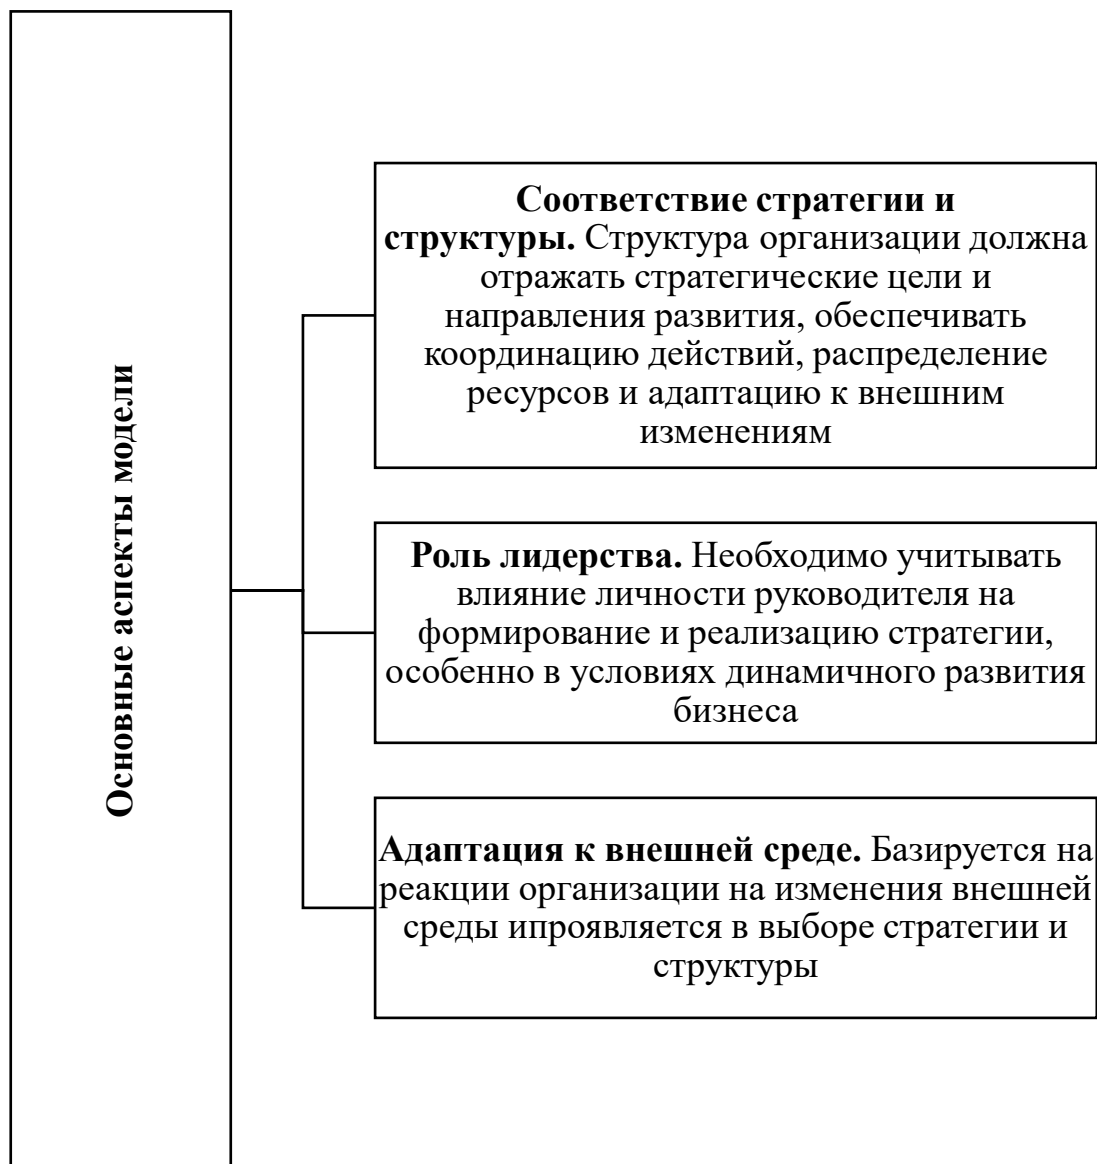 Основные аспекты модели
Соответствие стратегии и
структуры. Структура организации должна
отражать стратегические цели и
направления развития, обеспечивать
координацию действий, распределение
ресурсов и адаптацию к внешним
изменениям
Роль лидерства. Необходимо учитывать
влияние личности руководителя на
формирование и реализацию стратегии,
особенно в условиях динамичного развития
бизнеса
Адаптация к внешней среде. Базируется на
реакции организации на изменения внешней
среды ипроявляется в выборе стратегии и
структуры